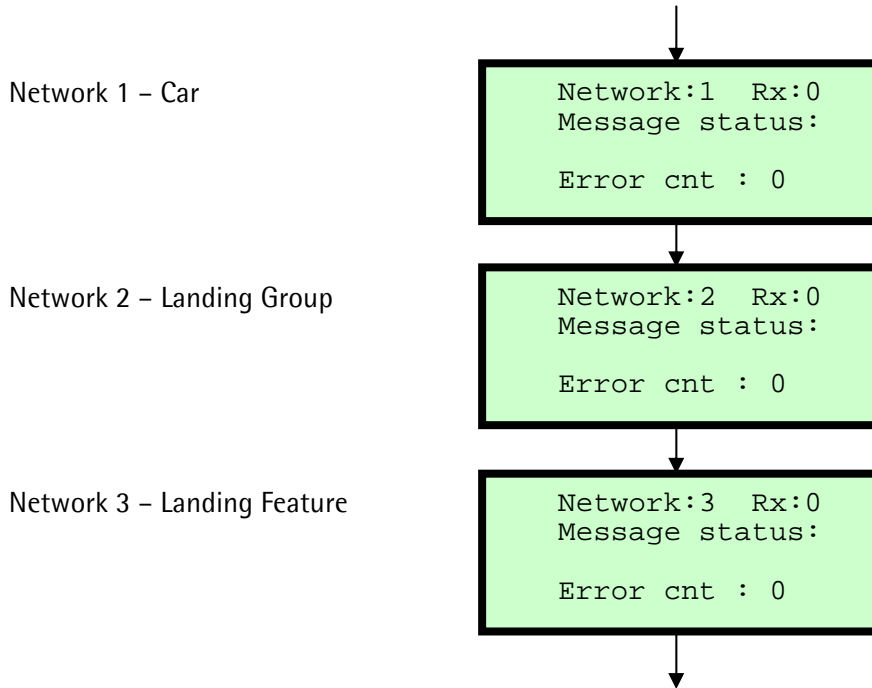 Network 1 – Car
Network:1  Rx:0
Message status:
Error cnt : 0
Network 2 – Landing Group
Network:2  Rx:0
Message status:
Error cnt : 0
Network 3 – Landing Feature
Network:3  Rx:0
Message status:
Error cnt : 0